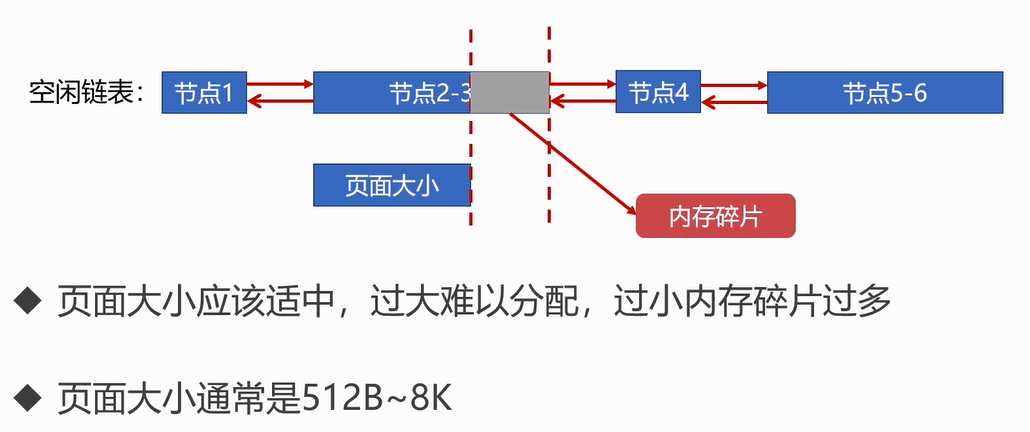 空闲链表：
节点1
节点2-3
节点4
节点5-6
页面大小
内存碎片
◆ 页面大小应该适中，过大难以分配，过小内存碎片过多
◆ 页面大小通常是512B~8K